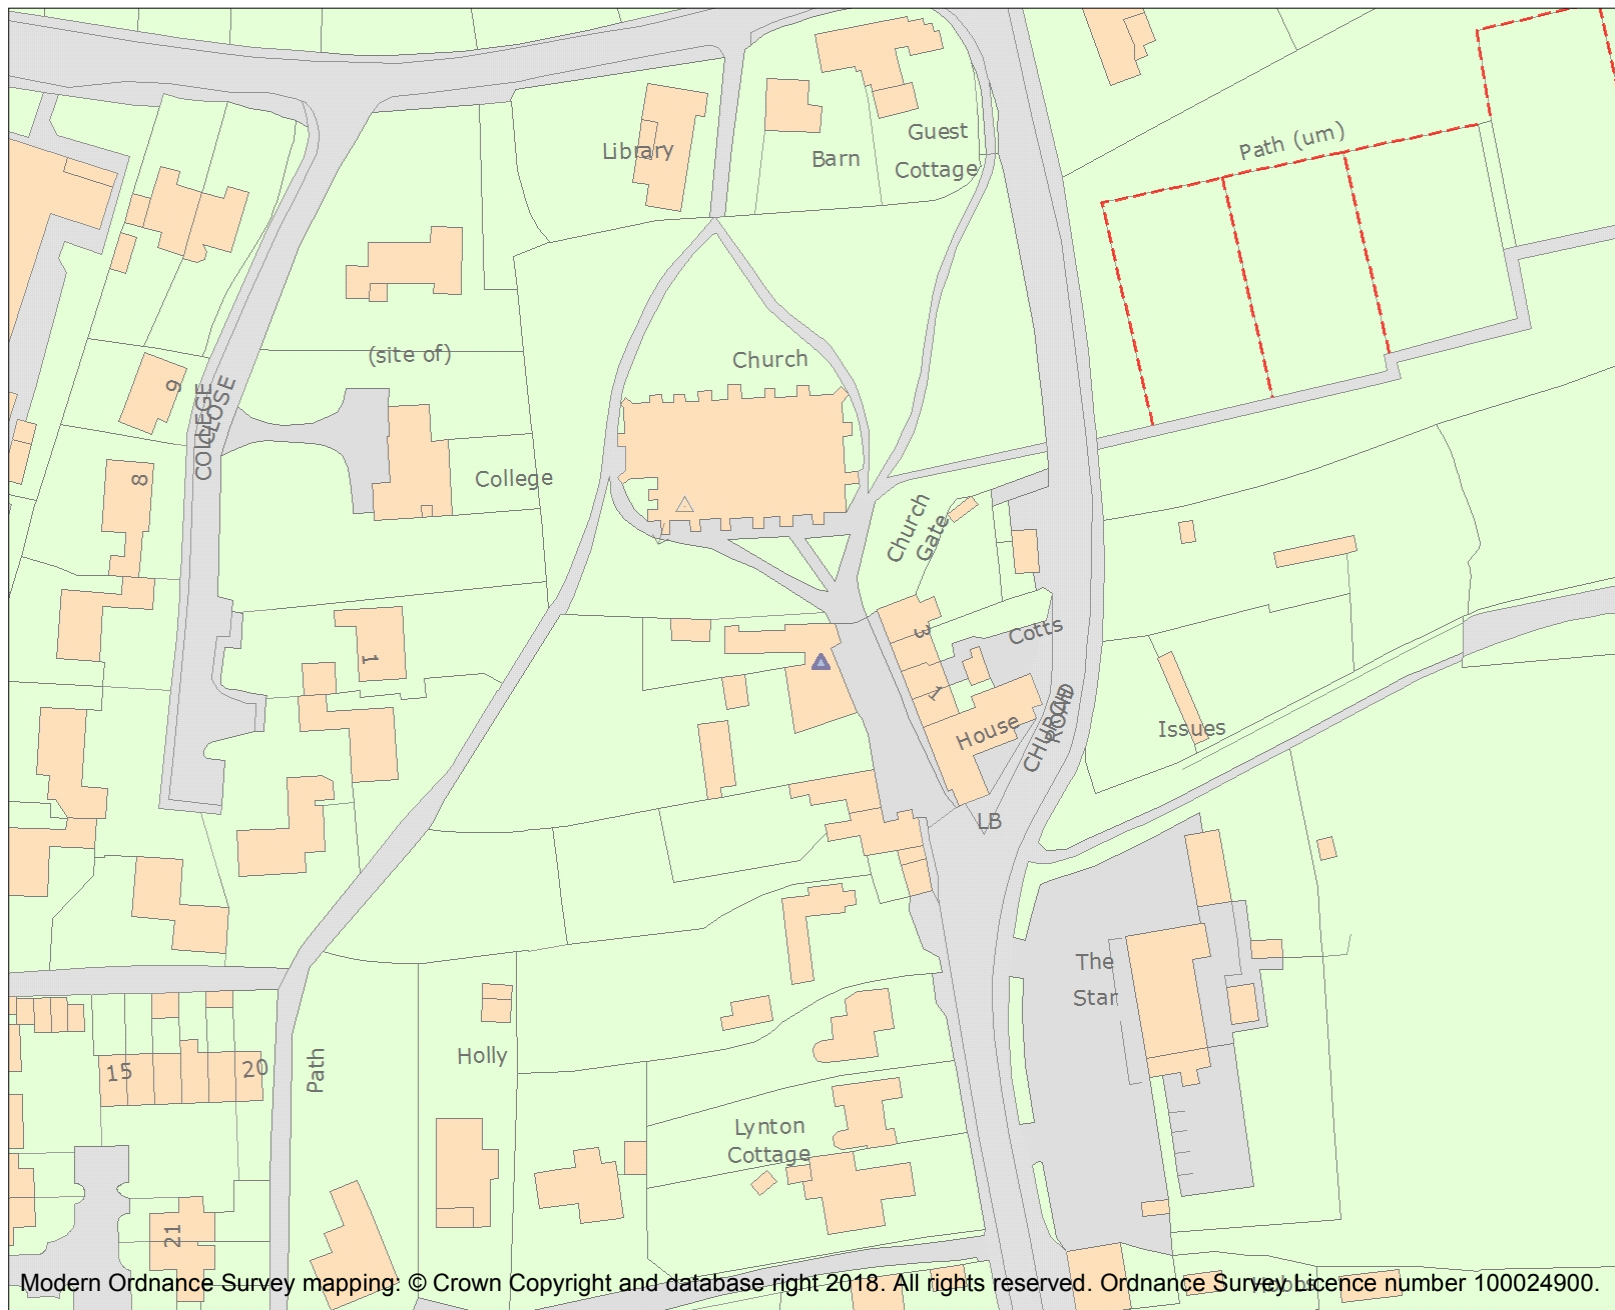 Library
Barn
Guest
Cottage
Path (um)
(site of)
Church
9
COLLEGE
CLOSE
8
College
Church
Gate
3
Cotts
1
1
House
CHURCH
ROAD
Issues
LB
The
Star
Holly
15
20
Path
Lynton
Cottage
21
Hobbs
Modern Ordnance Survey mapping: © Crown Copyright and database right 2018. All rights reserved. Ordnance Survey Licence number 100024900.